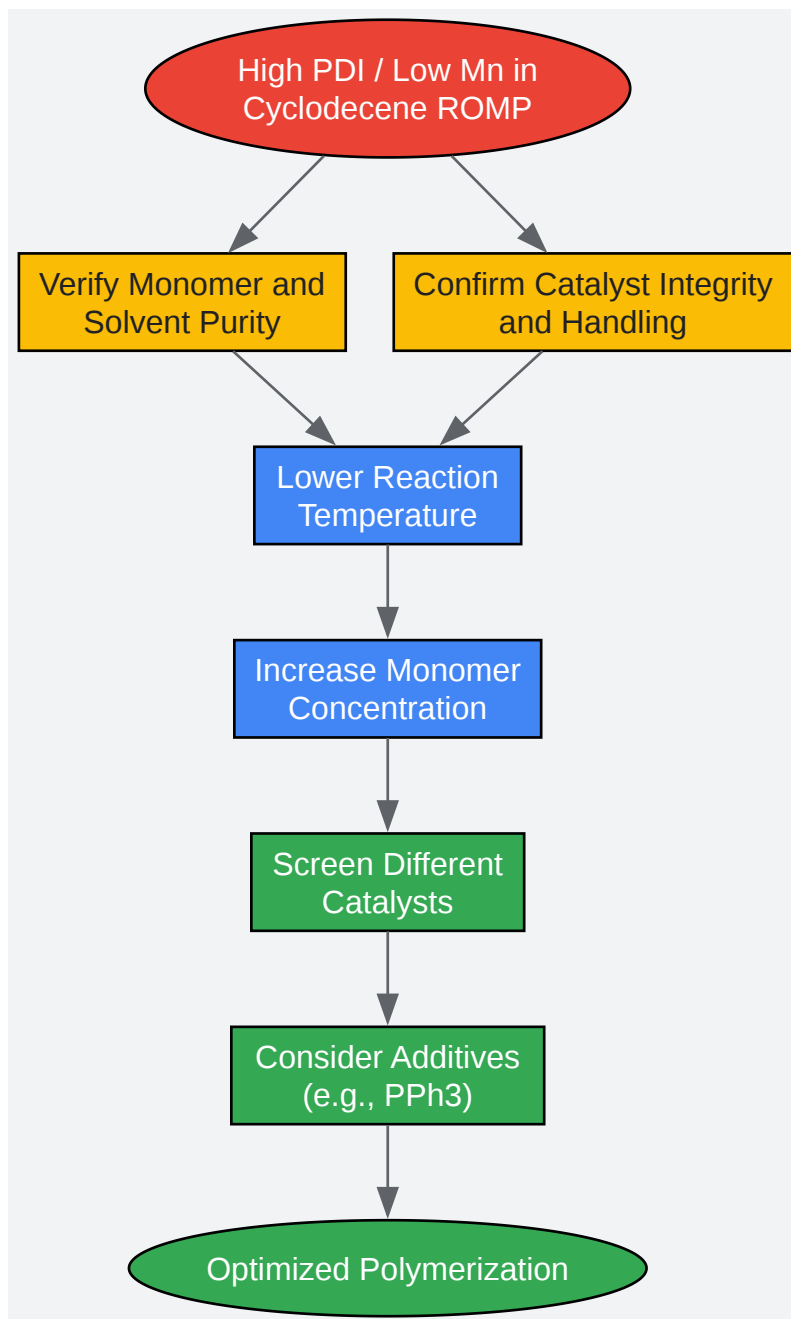 High PDI / Low Mn in
Cyclodecene ROMP
Verify Monomer and
Solvent Purity
Confirm Catalyst Integrity
and Handling
Lower Reaction
Temperature
Increase Monomer
Concentration
Screen Different
Catalysts
Consider Additives
(e.g., PPh3)
Optimized Polymerization